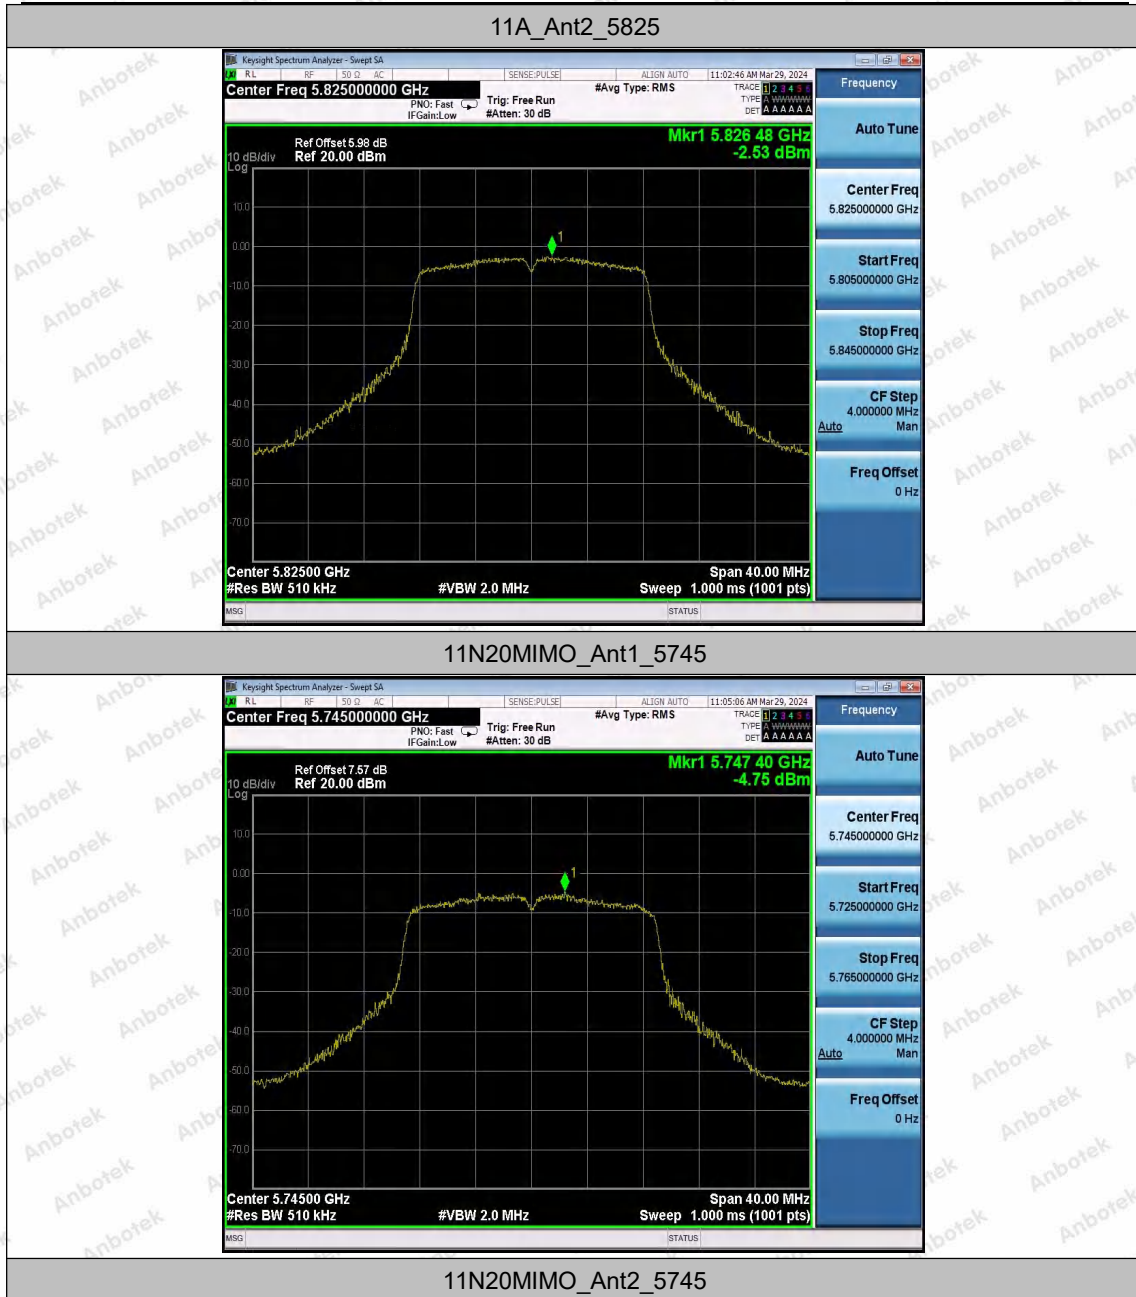 11A_Ant2_5825
Keysight Spectrum Analyzer - Swept SA
RL RF 50 Ω AC SENSE:PULSE ALIGN AUTO 11:02:46 AM Mar 29, 2024
Center Freq 5.825000000 GHz
PNO: Fast
IFGain:Low
Trig: Free Run
#Atten: 30 dB
#Avg Type: RMS
TRACE 1 2 3 4 5 6
TYPE A WWWWW
DET A A A A A A
Frequency
Mkr1 5.826 48 GHz
-2.53 dBm
Ref Offset 5.98 dB
10 dB/div Ref 20.00 dBm
Log
10.0
0.00
-10.0
-20.0
-30.0
-40.0
-50.0
-60.0
-70.0
1
Center 5.82500 GHz Span 40.00 MHz
#Res BW 510 kHz #VBW 2.0 MHz Sweep 1.000 ms (1001 pts)
MSG STATUS
Auto Tune
Center Freq
5.825000000 GHz
Start Freq
5.805000000 GHz
Stop Freq
5.845000000 GHz
CF Step
4.000000 MHz
Auto Man
Freq Offset
0 Hz
11N20MIMO_Ant1_5745
Keysight Spectrum Analyzer - Swept SA
RL RF 50 Ω AC SENSE:PULSE ALIGN AUTO 11:05:06 AM Mar 29, 2024
Center Freq 5.745000000 GHz
PNO: Fast
IFGain:Low
Trig: Free Run
#Atten: 30 dB
#Avg Type: RMS
TRACE 1 2 3 4 5 6
TYPE A WWWWW
DET A A A A A A
Frequency
Mkr1 5.747 40 GHz
-4.75 dBm
Ref Offset 7.57 dB
10 dB/div Ref 20.00 dBm
Log
10.0
0.00
-10.0
-20.0
-30.0
-40.0
-50.0
-60.0
-70.0
1
Center 5.74500 GHz Span 40.00 MHz
#Res BW 510 kHz #VBW 2.0 MHz Sweep 1.000 ms (1001 pts)
MSG STATUS
Auto Tune
Center Freq
5.745000000 GHz
Start Freq
5.725000000 GHz
Stop Freq
5.765000000 GHz
CF Step
4.000000 MHz
Auto Man
Freq Offset
0 Hz
11N20MIMO_Ant2_5745
Anbotek